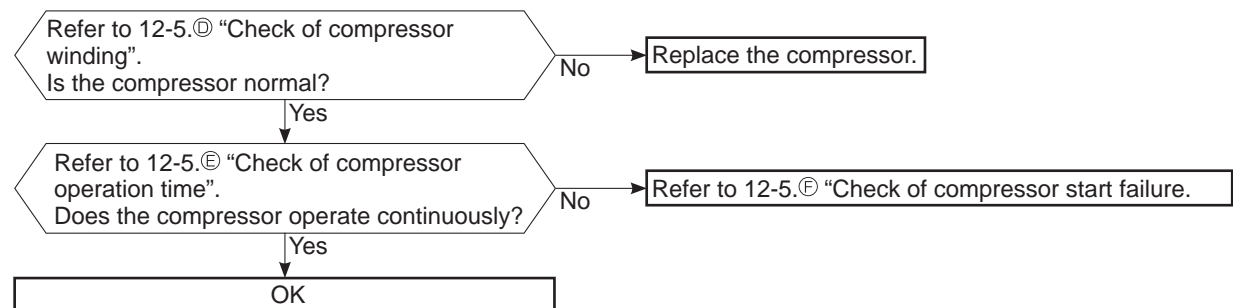 Refer to 12-5.Ⓓ “Check of compressor
winding”.
Is the compressor normal?
No
Replace the compressor.
Yes
Refer to 12-5.Ⓔ “Check of compressor
operation time”.
Does the compressor operate continuously?
No
Refer to 12-5.Ⓕ “Check of compressor start failure.
Yes
OK